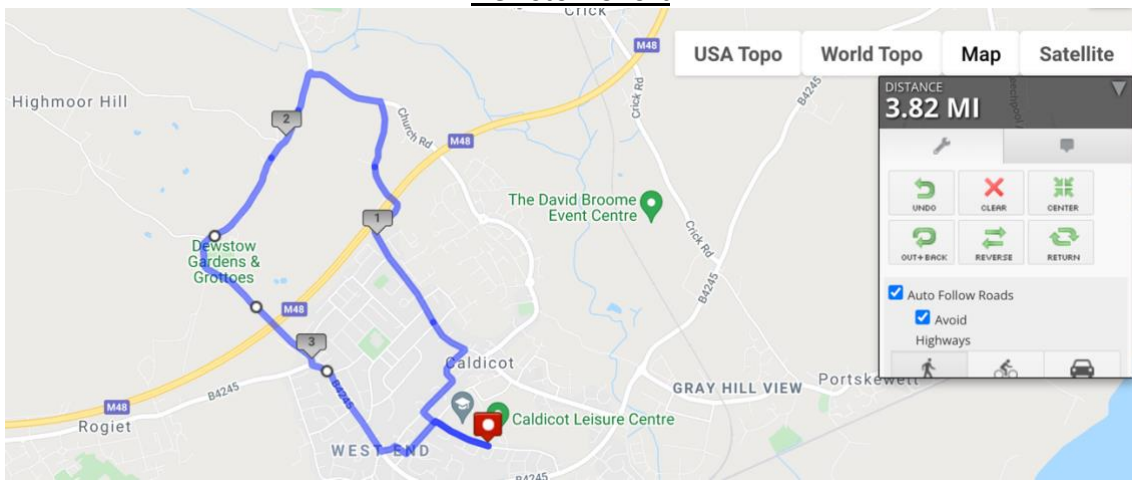 Crick
M48
USA Topo
World Topo
Map
Satellite
Highmoor Hill
2
Church Rd
M48
Crick Rd
B4245
DISTANCE
3.82 MI
The David Broome
Event Centre
1
UNDO
CLEAR
CENTER
Crick Rd
OUT+BACK
REVERSE
RETURN
Dewstow
Gardens &
Grottoes
B4245
M48
Auto Follow Roads
Avoid
Highways
3
Caldicot
B4245
B4245
GRAY HILL VIEW
Portskewett
M48
Rogiet
Caldicot Leisure Centre
WEST END
B4245